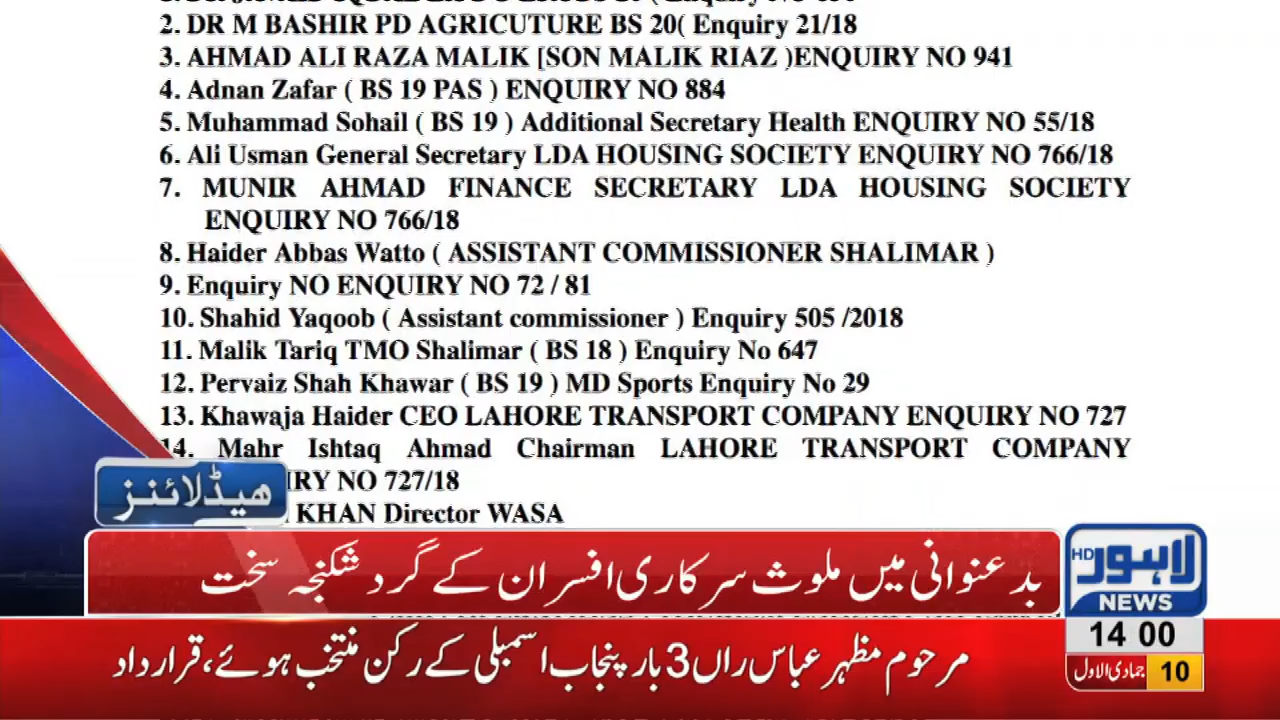 2. DR M BASHIR PD AGRICUTURE BS 20( Enquiry 21/18
3. AHMAD ALI RAZA MALIK [SON MALIK RIAZ )ENQUIRY NO 941
4. Adnan Zafar ( BS 19 PAS ) ENQUIRY NO 884
5. Muhammad Sohail ( BS 19 ) Additional Secretary Health ENQUIRY NO 55/18
6. Ali Usman General Secretary LDA HOUSING SOCIETY ENQUIRY NO 766/18
7. MUNIR AHMAD FINANCE SECRETARY LDA HOUSING SOCIETY
ENQUIRY NO 766/18
8. Haider Abbas Watto ( ASSISTANT COMMISSIONER SHALIMAR )
9. Enquiry NO ENQUIRY NO 72 / 81
10. Shahid Yaqoob ( Assistant commissioner ) Enquiry 505 /2018
11. Malik Tariq TMO Shalimar ( BS 18 ) Enquiry No 647
12. Pervaiz Shah Khawar ( BS 19 ) MD Sports Enquiry No 29
13. Khawaja Haider CEO LAHORE TRANSPORT COMPANY ENQUIRY NO 727
14. Mahr Ishtaq Ahmad Chairman LAHORE TRANSPORT COMPANY
NO 727/18
KHAN Director WASA
ہیڈلائنز
بدعنوانی میں ملوث سرکاری افسران کے گرد شکنجہ سخت
HD لاہور
NEWS
14 00
مرحوم مظہر عباس راں 3 بار پنجاب اسمبلی کے رکن منتخب ہوئے، قرارداد
10 جمادی الاول